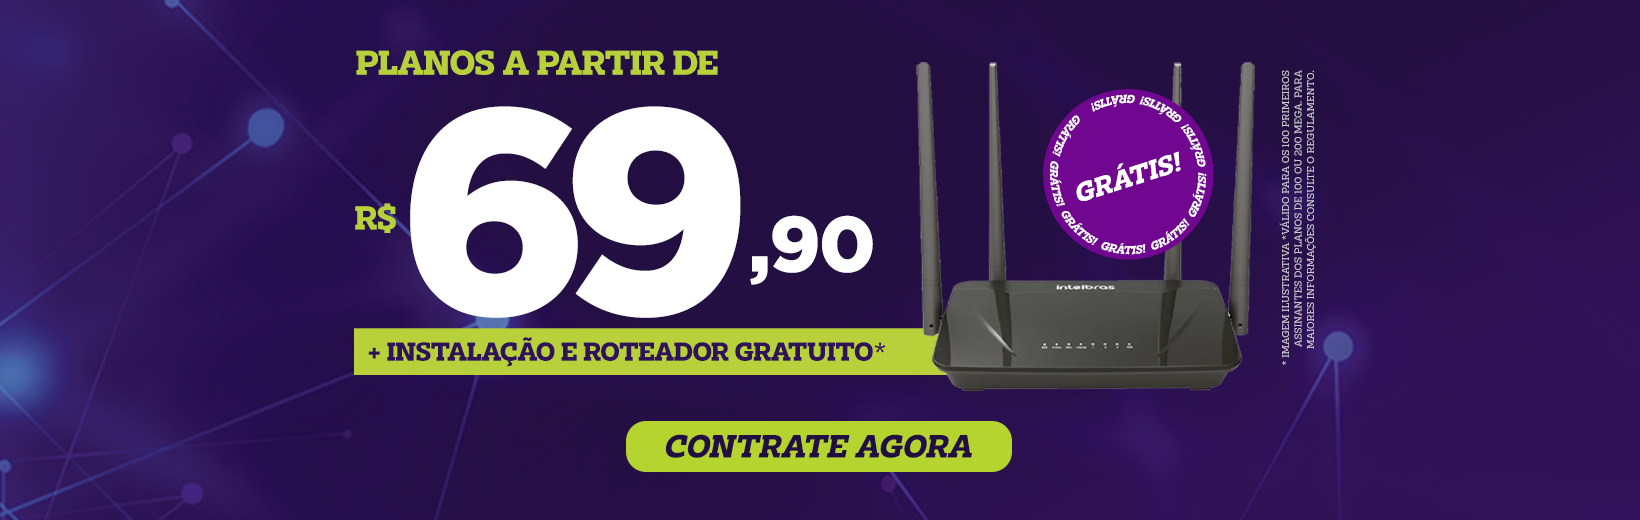 PLANOS A PARTIR DE
R$ 69,90
+ INSTALAÇÃO E ROTEADOR GRATUITO*
GRÁTIS!
GRÁTIS! GRÁTIS! GRÁTIS! GRÁTIS! GRÁTIS! GRÁTIS! GRÁTIS! GRÁTIS! GRÁTIS! GRÁTIS!
intelbras
* IMAGEM ILUSTRATIVA *VÁLIDO PARA OS 100 PRIMEIROS
ASSINANTES DOS PLANOS DE 100 OU 200 MEGA. PARA
MAIORES INFORMAÇÕES CONSULTE O REGULAMENTO.
CONTRATE AGORA